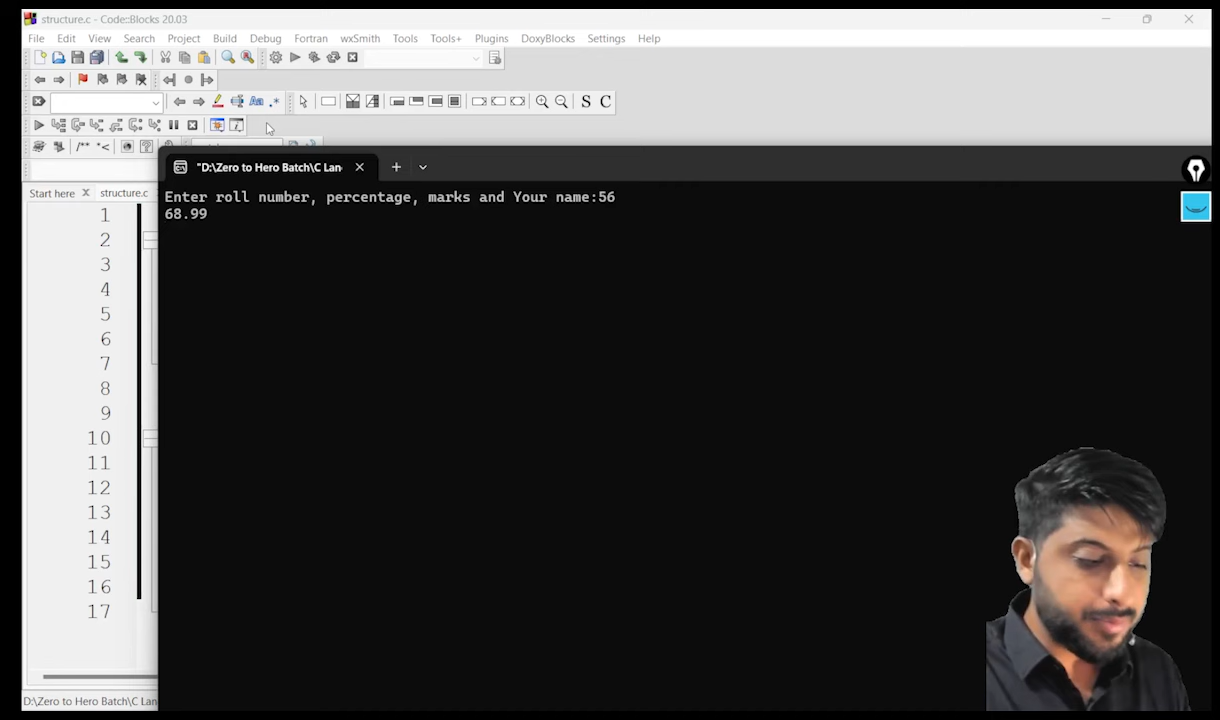 structure.c - Code::Blocks 20.03
File Edit View Search Project Build Debug Fortran wxSmith Tools Tools+ Plugins DoxyBlocks Settings Help
S C
/** *<
"D:\Zero to Hero Batch\C Lan
Start here structure.c
Enter roll number, percentage, marks and Your name:56
68.99
1
2
3
4
5
6
7
8
9
10
11
12
13
14
15
16
17
D:\Zero to Hero Batch\C Lan